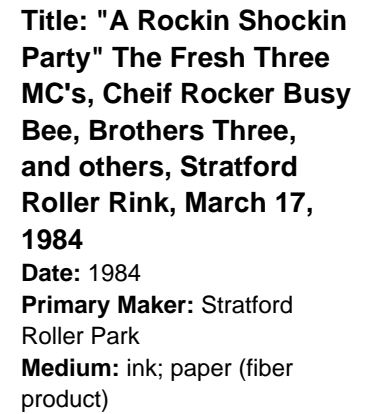 Title: "A Rockin Shockin
Party" The Fresh Three
MC's, Cheif Rocker Busy
Bee, Brothers Three,
and others, Stratford
Roller Rink, March 17,
1984
Date: 1984
Primary Maker: Stratford
Roller Park
Medium: ink; paper (fiber
product)